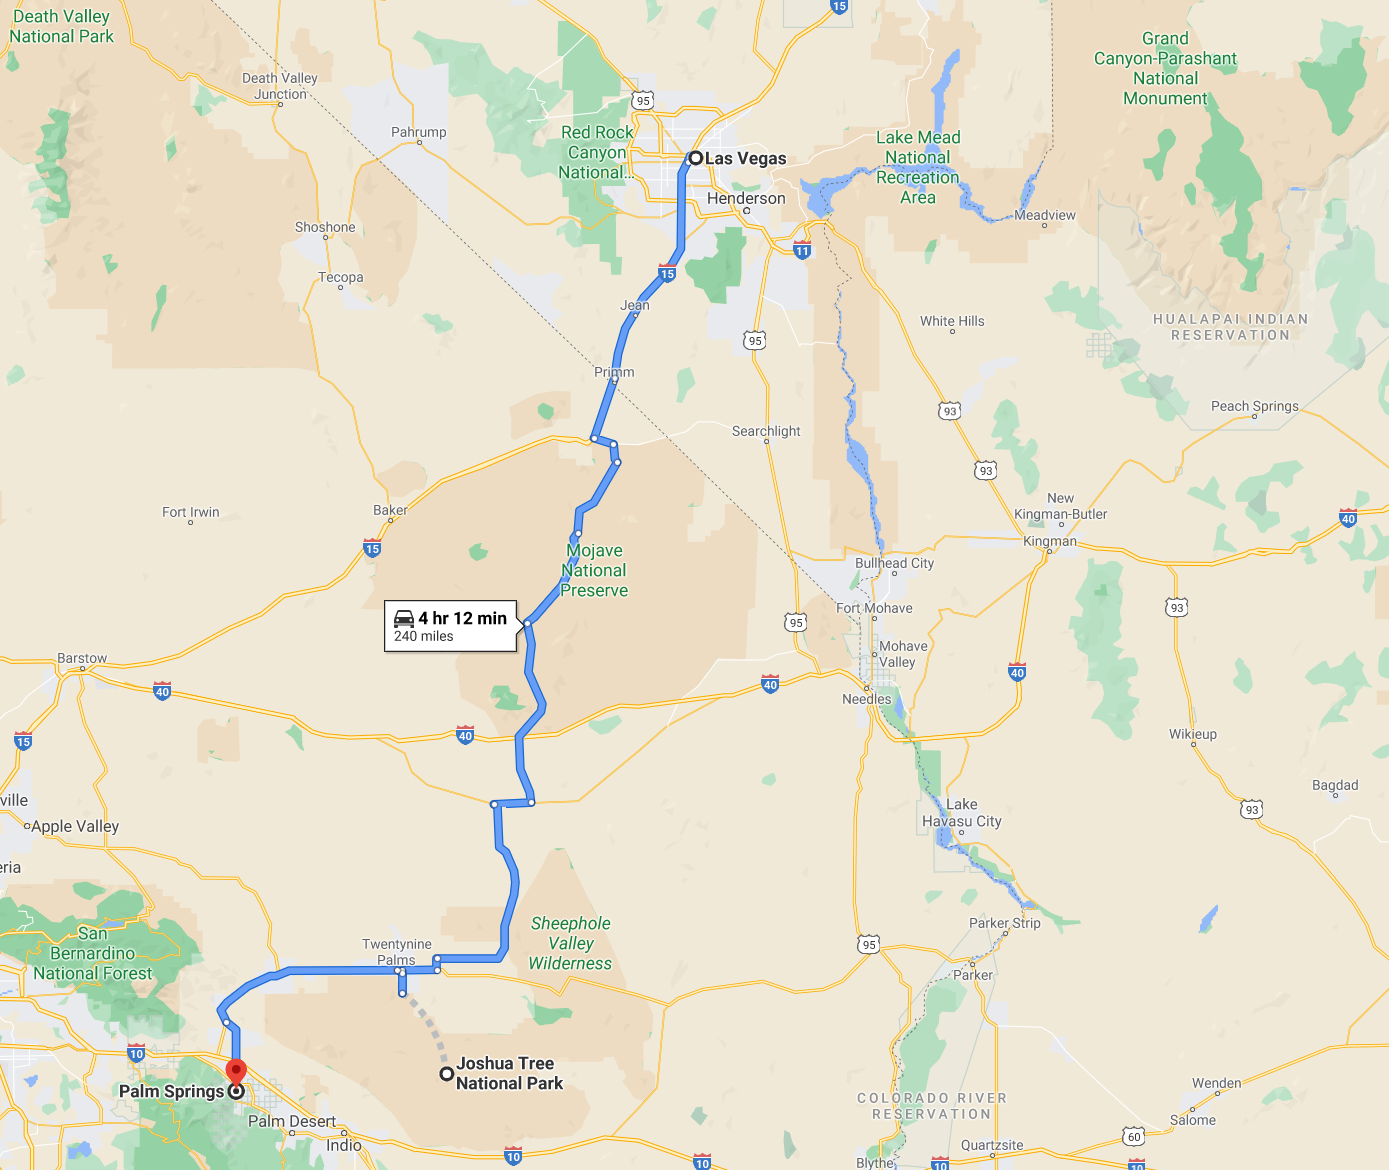 Death Valley
National Park
15
Grand
Canyon-Parashant
National
Monument
Death Valley
Junction
95
Pahrump
Red Rock
Canyon
National...
Las Vegas
Lake Mead
National
Recreation
Area
Henderson
Meadview
Shoshone
11
Tecopa
15
Jean
White Hills
HUALAPAI INDIAN
RESERVATION
95
Primm
93
Peach Springs
Searchlight
93
Fort Irwin
Baker
New
Kingman-Butler
40
15
Kingman
Mojave
National
Preserve
Bullhead City
4 hr 12 min
240 miles
Fort Mohave
93
95
Mohave
Valley
Barstow
40
40
40
Needles
15
40
Wikieup
Bagdad
ville
Apple Valley
Lake
Havasu City
93
eria
San
Bernardino
National Forest
Sheephole
Valley
Wilderness
Parker Strip
Twentynine
Palms
95
Parker
10
Joshua Tree
National Park
Palm Springs
Wenden
COLORADO RIVER
RESERVATION
Salome
Palm Desert
Indio
60
Quartzsite
10
10
Blythe
10
10